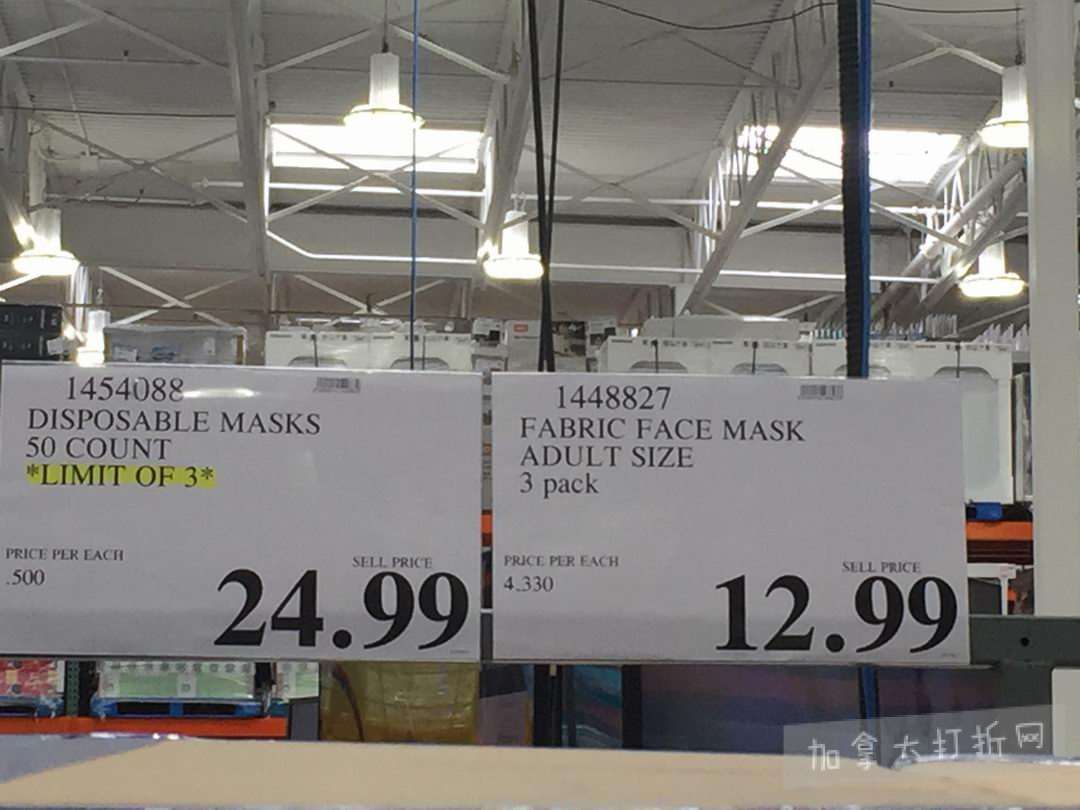 1454088
DISPOSABLE MASKS
50 COUNT
*LIMIT OF 3*
PRICE PER EACH
.500
SELL PRICE
24.99
1448827
FABRIC FACE MASK
ADULT SIZE
3 pack
PRICE PER EACH
4.330
SELL PRICE
12.99
加拿大打折网